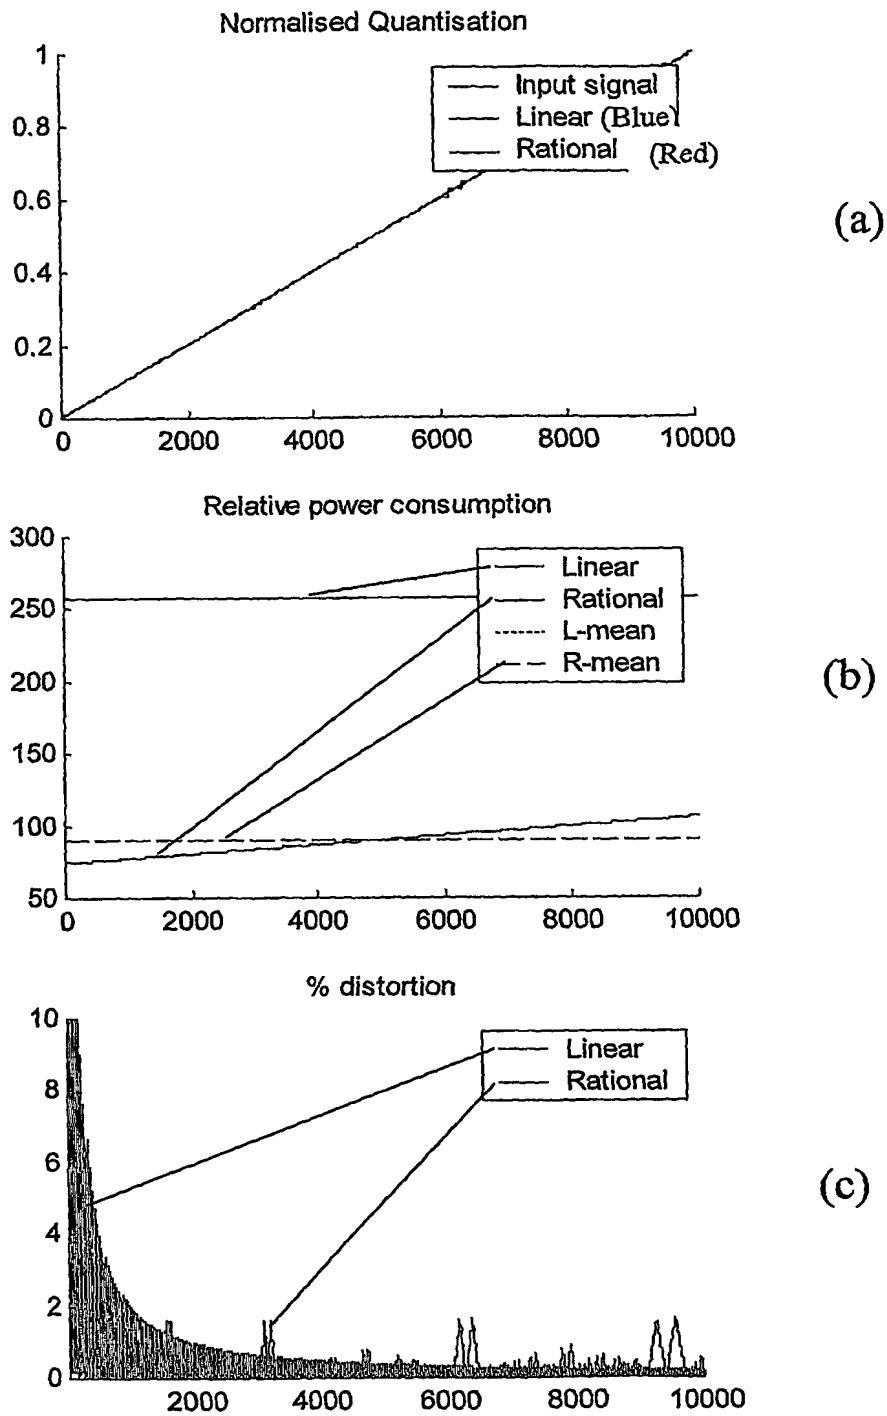 Normalised Quantisation
1
0.8
0.6
0.4
0.2
0
Input signal
Linear (Blue)
Rational (Red)
(a)
0 2000 4000 6000 8000 10000
Relative power consumption
300
250
200
150
100
50
Linear
Rational
L-mean
R-mean
(b)
0 2000 4000 6000 8000 10000
% distortion
10
8
6
4
2
0
Linear
Rational
(c)
2000 4000 6000 8000 10000